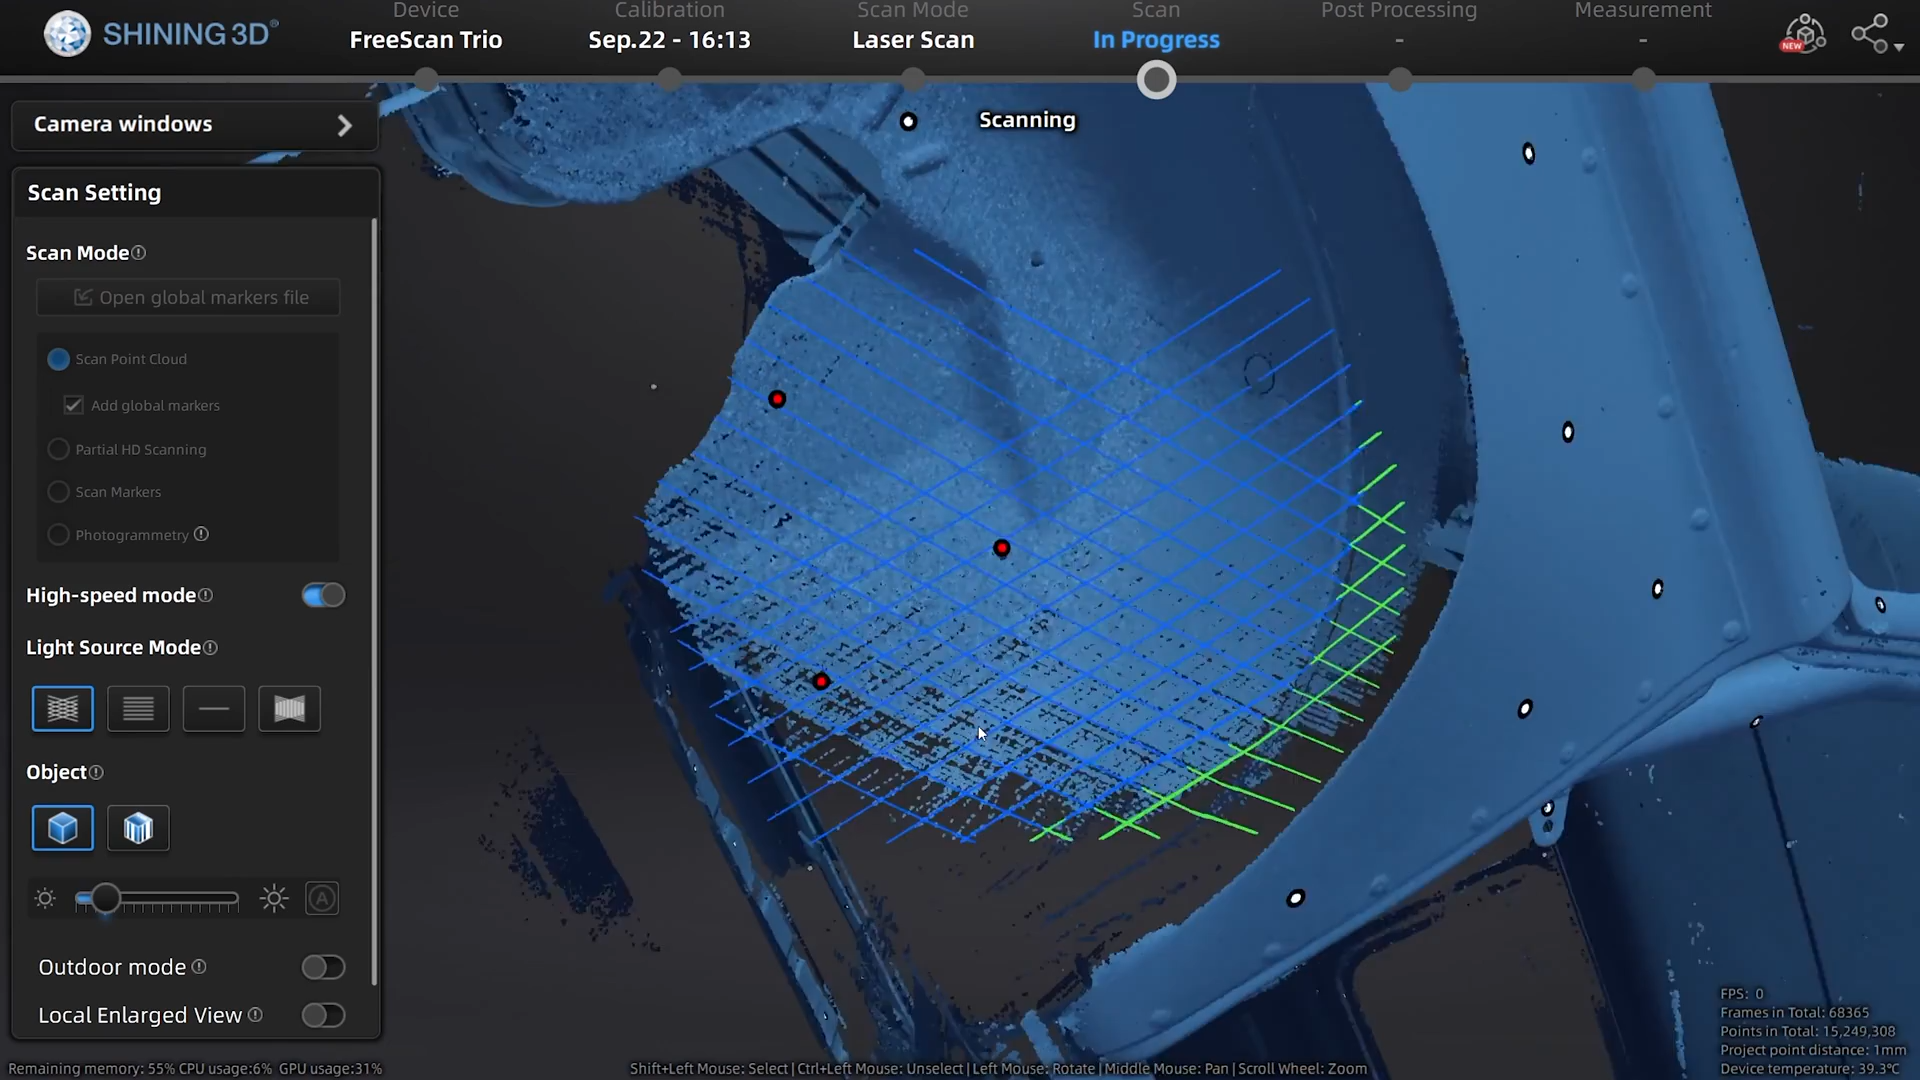 SHINING 3D®
Device
FreeScan Trio
Calibration
Sep.22 - 16:13
Scan Mode
Laser Scan
Scan
In Progress
Post Processing
-
Measurement
-
NEW
Camera windows
Scanning
Scan Setting
Scan Mode
Open global markers file
Scan Point Cloud
Add global markers
Partial HD Scanning
Scan Markers
Photogrammetry
High-speed mode
Light Source Mode
Object
A
Outdoor mode
Local Enlarged View
FPS: 0
Frames in Total: 68365
Points in Total: 15,249,308
Project point distance: 1mm
Device temperature: 39.3℃
Remaining memory: 55% CPU usage:6% GPU usage:31%
Shift+Left Mouse: Select|Ctrl+Left Mouse: Unselect|Left Mouse: Rotate|Middle Mouse: Pan|Scroll Wheel: Zoom